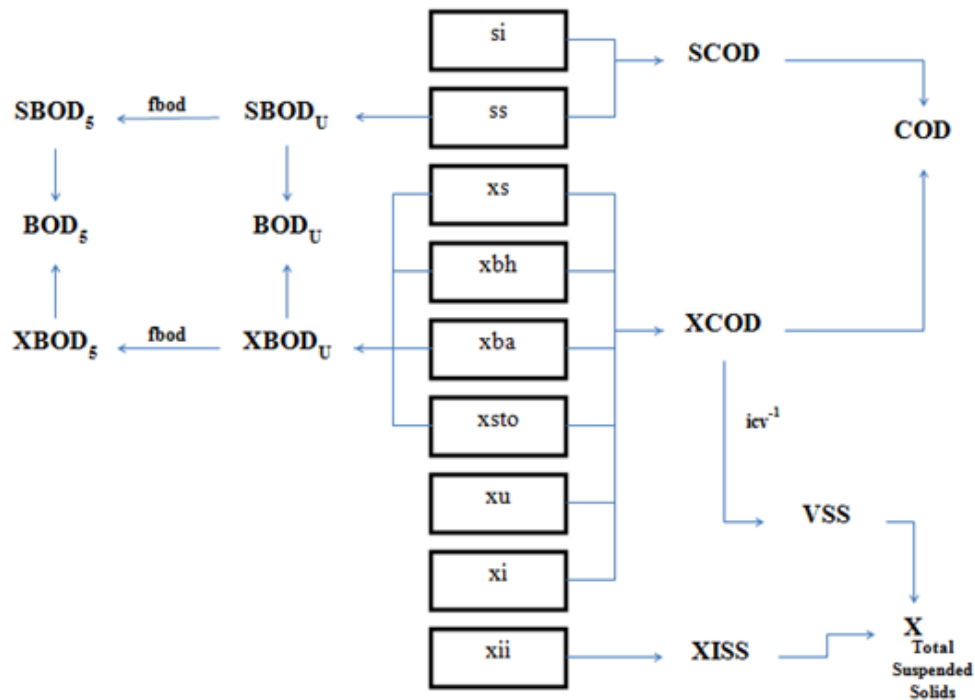 si
SCOD
SBOD5
fbod
SBODU
ss
COD
xs
BOD5
BODU
xbh
XBOD5
fbod
XBODU
xba
XCOD
xsto
icv-1
xu
VSS
xi
xii
XISS
X
Total
Suspended
Solids